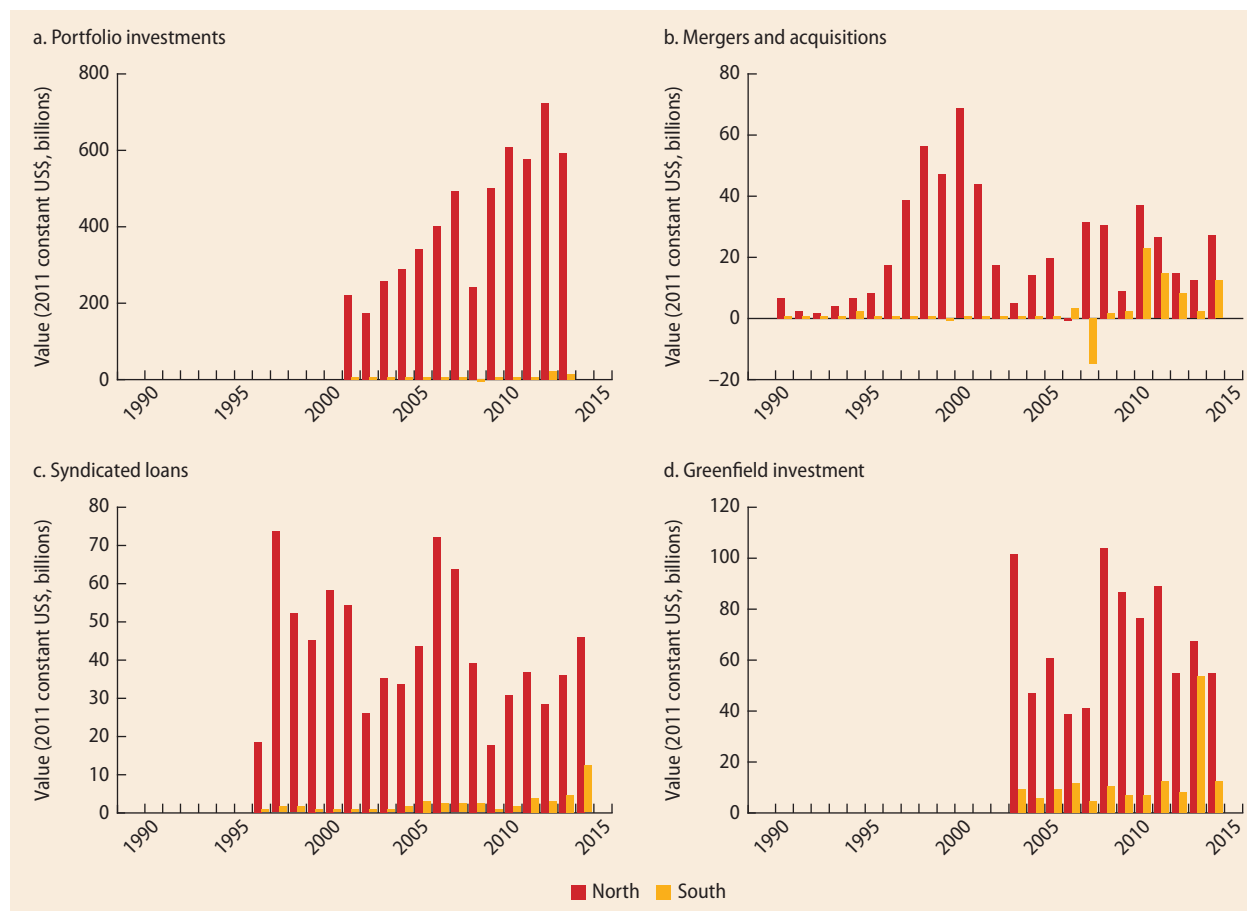 a. Portfolio investments
Value (2011 constant US$, billions)
800
600
400
200
0
1990 1995 2000 2005 2010 2015
b. Mergers and acquisitions
Value (2011 constant US$, billions)
80
60
40
20
0
–20
1990 1995 2000 2005 2010 2015
c. Syndicated loans
Value (2011 constant US$, billions)
80
70
60
50
40
30
20
10
0
1990 1995 2000 2005 2010 2015
d. Greenfield investment
Value (2011 constant US$, billions)
120
100
80
60
40
20
0
1990 1995 2000 2005 2010 2015
North South